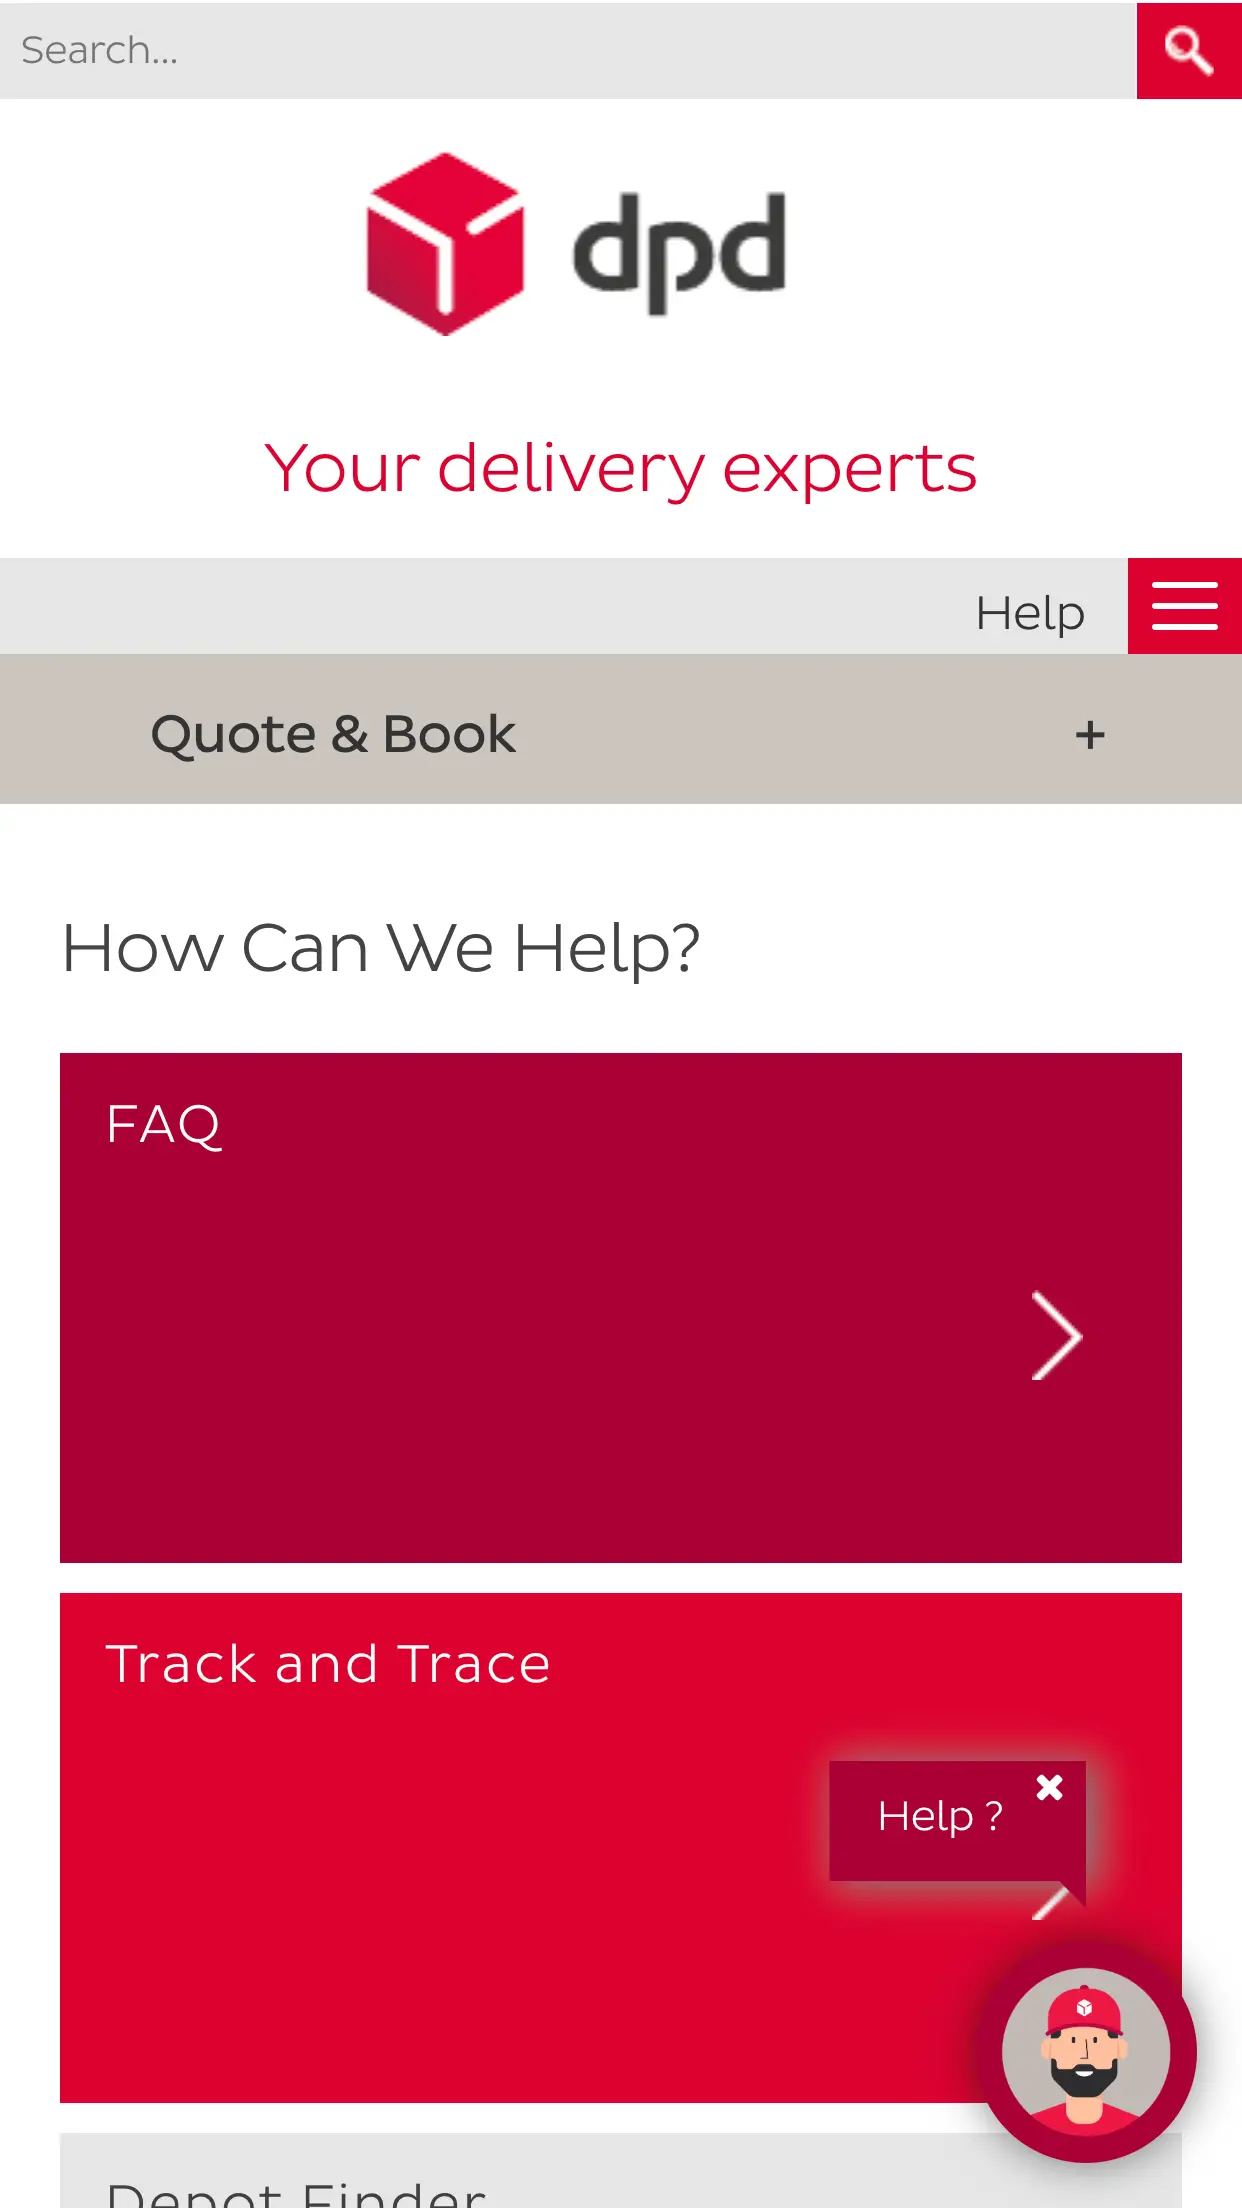 Search...
dpd
Your delivery experts
Help
Quote & Book +
How Can We Help?
FAQ
Track and Trace
Help ?
Depot Finder